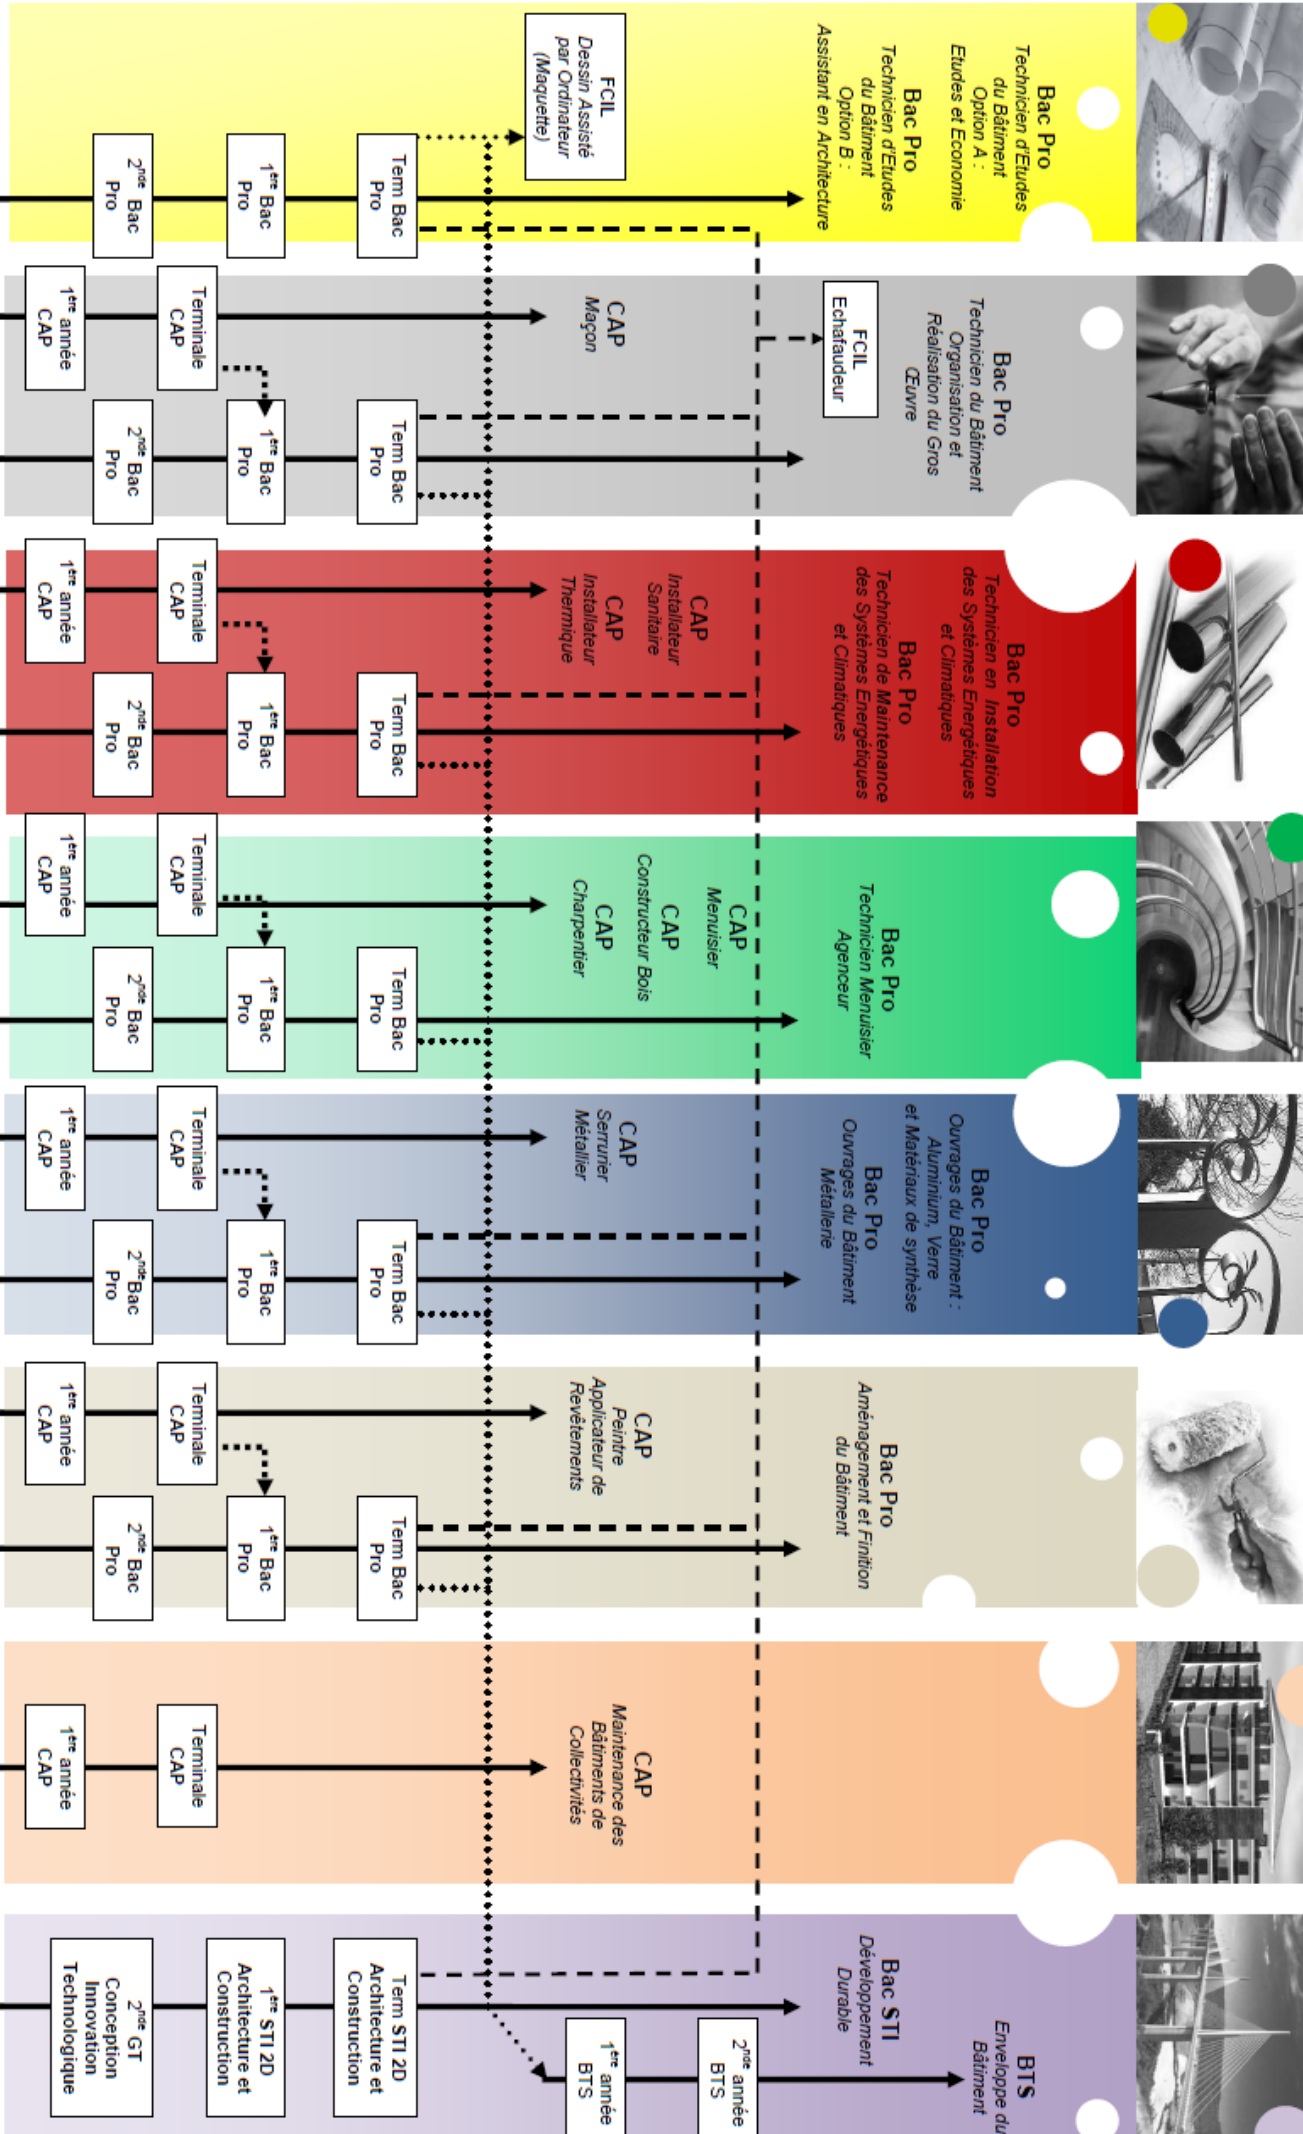 Bac Pro
Technicien d'Etudes
du Bâtiment
Option A :
Etudes et Economie
Bac Pro
Technicien d'Etudes
du Bâtiment
Option B :
Assistant en Architecture
FCIL
Dessin Assisté
par Ordinateur
(Maquette)
Term Bac
Pro
1ère Bac
Pro
2nde Bac
Pro
Bac Pro
Technicien du Bâtiment
Organisation et
Réalisation du Gros
Œuvre
FCIL
Echafaudeur
CAP
Maçon
Term Bac
Pro
1ère Bac
Pro
2nde Bac
Pro
Terminale
CAP
1ère année
CAP
Bac Pro
Technicien en Installation
des Systèmes Energétiques
et Climatiques
Bac Pro
Technicien de Maintenance
des Systèmes Energétiques
et Climatiques
CAP
Installateur
Sanitaire
CAP
Installateur
Thermique
Term Bac
Pro
1ère Bac
Pro
2nde Bac
Pro
Terminale
CAP
1ère année
CAP
Bac Pro
Technicien Menuisier
Agenceur
CAP
Menuisier
CAP
Constructeur Bois
CAP
Charpentier
Term Bac
Pro
1ère Bac
Pro
2nde Bac
Pro
Terminale
CAP
1ère année
CAP
Bac Pro
Ouvrages du Bâtiment :
Aluminium, Verre
et Matériaux de synthèse
Bac Pro
Ouvrages du Bâtiment
Métallerie
CAP
Serrurier
Métallier
Term Bac
Pro
1ère Bac
Pro
2nde Bac
Pro
Terminale
CAP
1ère année
CAP
Bac Pro
Aménagement et Finition
du Bâtiment
CAP
Peintre
Applicateur de
Revêtements
Term Bac
Pro
1ère Bac
Pro
2nde Bac
Pro
Terminale
CAP
1ère année
CAP
CAP
Maintenance des
Bâtiments de
Collectivités
Terminale
CAP
1ère année
CAP
BTS
Enveloppe du
Bâtiment
Bac STI
Développement
Durable
2nde année
BTS
1ère année
BTS
Term STI 2D
Architecture et
Construction
1ère STI 2D
Architecture et
Construction
2nde GT
Conception
Innovation
Technologique